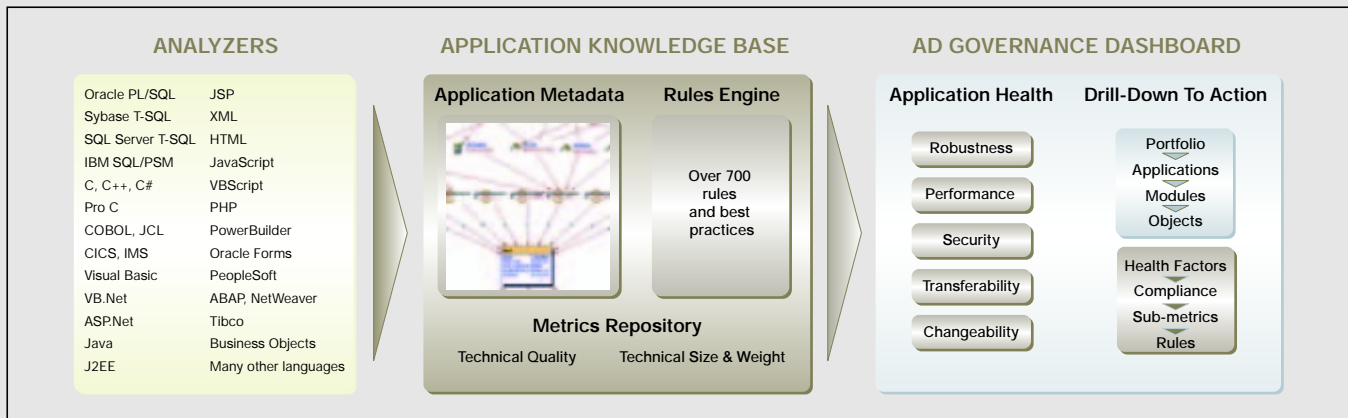 ANALYZERS
Oracle PL/SQL
Sybase T-SQL
SQL Server T-SQL
IBM SQL/PSM
C, C++, C#
Pro C
COBOL, JCL
CICS, IMS
Visual Basic
VB.Net
ASP.Net
Java
J2EE
JSP
XML
HTML
JavaScript
VBScript
PHP
PowerBuilder
Oracle Forms
PeopleSoft
ABAP, NetWeaver
Tibco
Business Objects
Many other languages
APPLICATION KNOWLEDGE BASE
Application Metadata
Rules Engine
Over 700
rules
and best
practices
Metrics Repository
Technical Quality
Technical Size & Weight
AD GOVERNANCE DASHBOARD
Application Health
Robustness
Performance
Security
Transferability
Changeability
Drill-Down To Action
Portfolio
Applications
Modules
Objects
Health Factors
Compliance
Sub-metrics
Rules